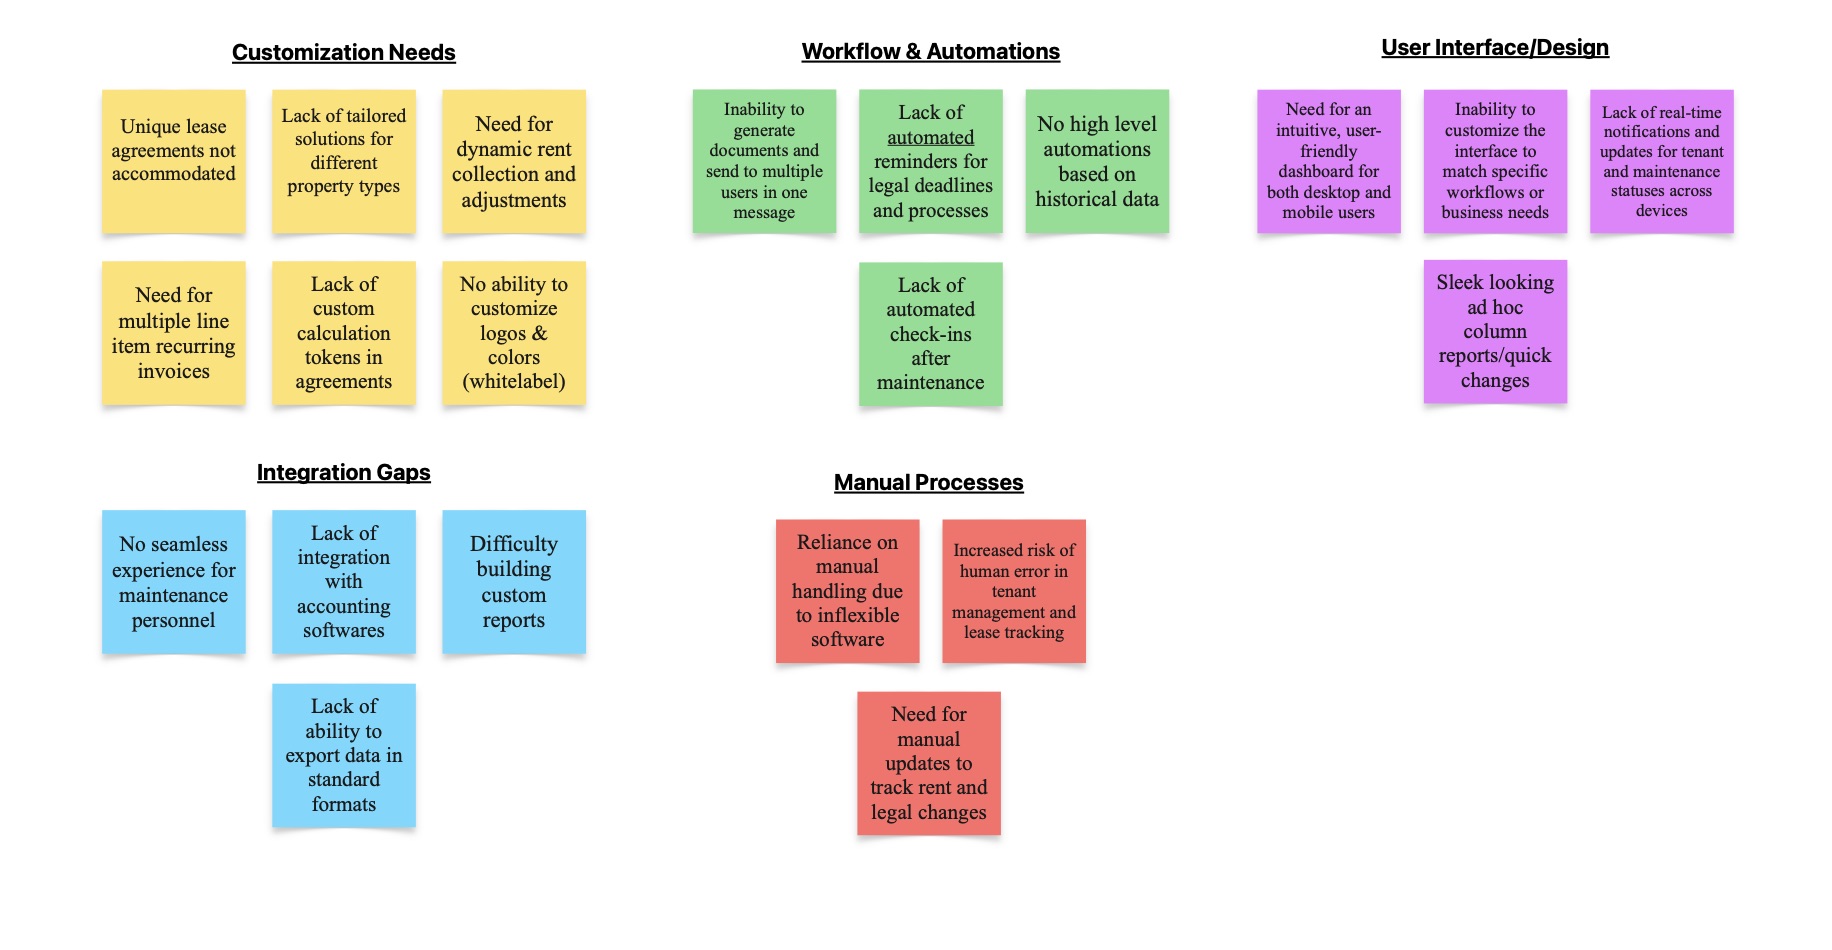 Customization Needs
Unique lease
agreements not
accommodated
Lack of tailored
solutions for
different
property types
Need for
dynamic rent
collection and
adjustments
Need for
multiple line
item recurring
invoices
Lack of
custom
calculation
tokens in
agreements
No ability to
customize
logos &
colors
(whitelabel)
Workflow & Automations
Inability to
generate
documents and
send to multiple
users in one
message
Lack of
automated
reminders for
legal deadlines
and processes
No high level
automations
based on
historical data
Lack of
automated
check-ins
after
maintenance
User Interface/Design
Need for an
intuitive, user-
friendly
dashboard for
both desktop and
mobile users
Inability to
customize the
interface to
match specific
workflows or
business needs
Lack of real-time
notifications and
updates for tenant
and maintenance
statuses across
devices
Sleek looking
ad hoc
column
reports/quick
changes
Integration Gaps
No seamless
experience for
maintenance
personnel
Lack of
integration
with
accounting
softwares
Difficulty
building
custom
reports
Lack of
ability to
export data in
standard
formats
Manual Processes
Reliance on
manual
handling due
to inflexible
software
Increased risk of
human error in
tenant
management and
lease tracking
Need for
manual
updates to
track rent and
legal changes